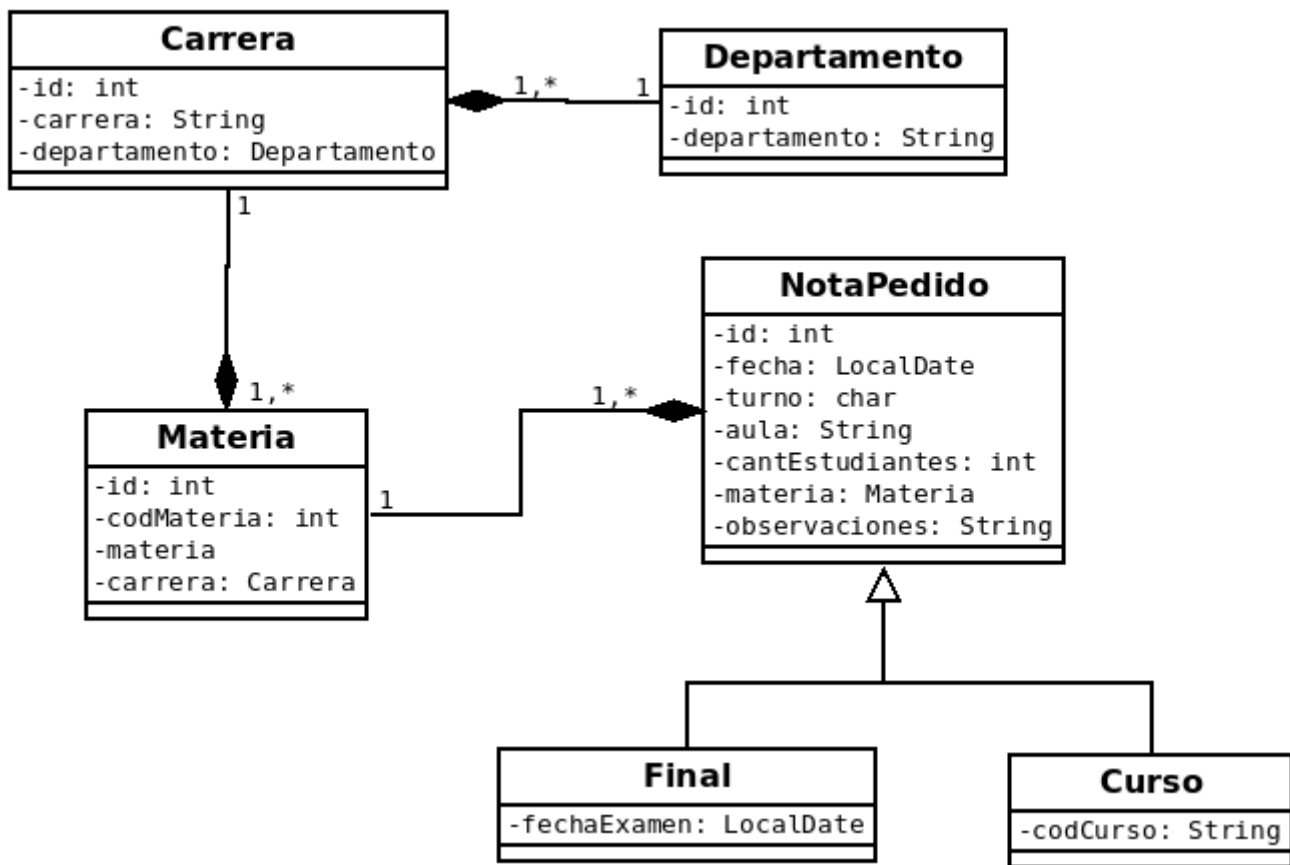 Carrera
-id: int
-carrera: String
-departamento: Departamento
1,*
1
Departamento
-id: int
-departamento: String
1
1,*
Materia
-id: int
-codMateria: int
-materia
-carrera: Carrera
1
1,*
NotaPedido
-id: int
-fecha: LocalDate
-turno: char
-aula: String
-cantEstudiantes: int
-materia: Materia
-observaciones: String
Final
-fechaExamen: LocalDate
Curso
-codCurso: String